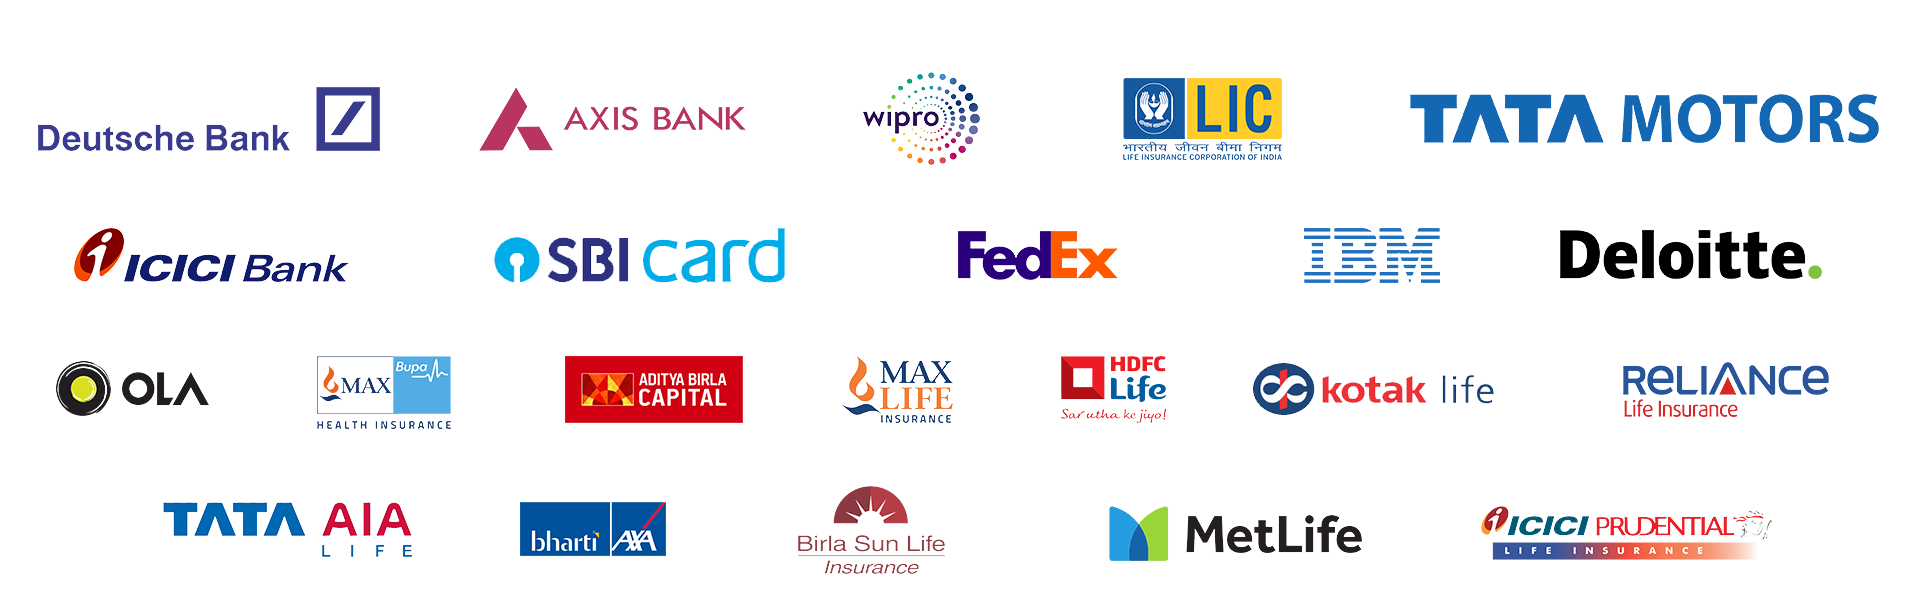 Deutsche Bank
AXIS BANK
wipro
LIC
भारतीय जीवन बीमा निगम
LIFE INSURANCE CORPORATION OF INDIA
TATA MOTORS
ICICI Bank
SBI card
FedEx
IBM
Deloitte.
OLA
MAX
Bupa
HEALTH INSURANCE
ADITYA BIRLA
CAPITAL
MAX
LIFE
INSURANCE
HDFC
Life
Sar utha ke jiyo!
kotak life
RELIANCE
Life Insurance
TATA AIA
LIFE
bharti AXA
Birla Sun Life
Insurance
MetLife
ICICI PRUDENTIAL
LIFE INSURANCE